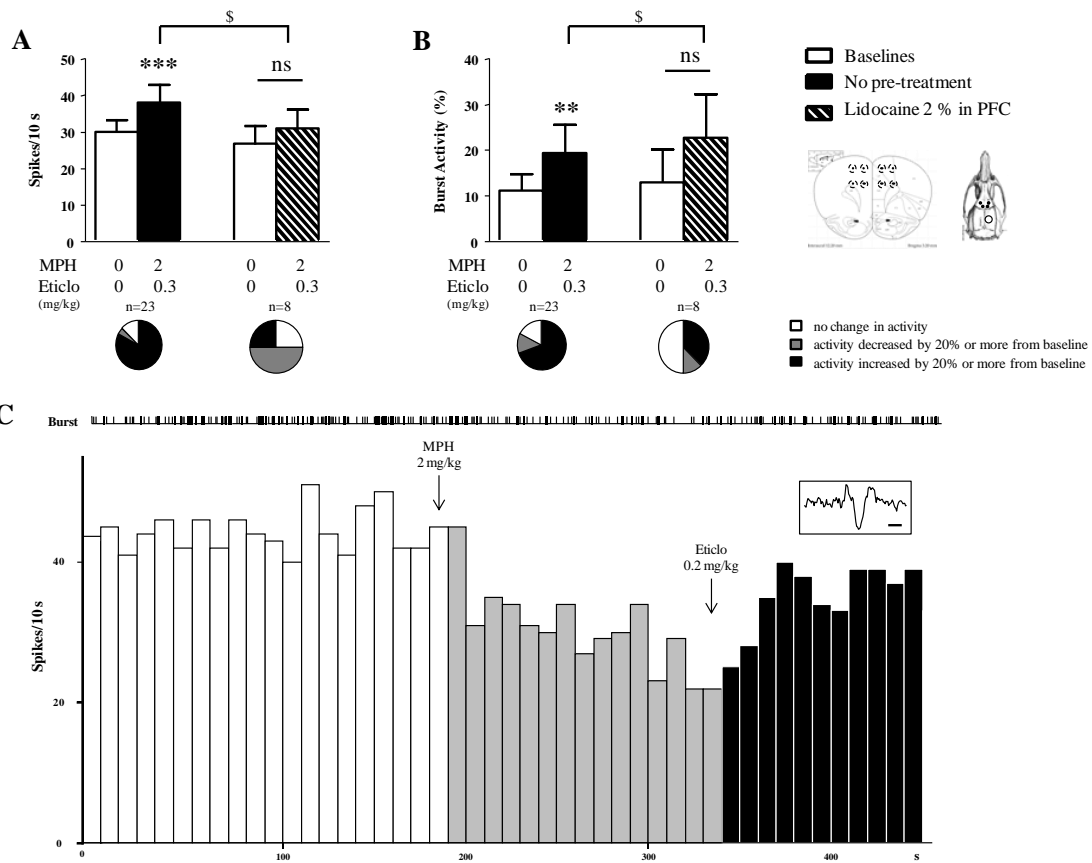 $
$
A
B
50
40
30
20
10
0
Spikes/10 s
***
ns
40
30
20
10
0
Burst Activity (%)
**
ns
Baselines
No pre-treatment
Lidocaine 2 % in PFC
MPH 0 2 0 2
Eticlo 0 0.3 0 0.3
(mg/kg)
n=23 n=8
MPH 0 2 0 2
Eticlo 0 0.3 0 0.3
(mg/kg)
n=23 n=8
no change in activity
activity decreased by 20% or more from baseline
activity increased by 20% or more from baseline
C
Burst
MPH
2 mg/kg
Eticlo
0.2 mg/kg
40
20
0
Spikes/10 s
0 100 200 300 400 S